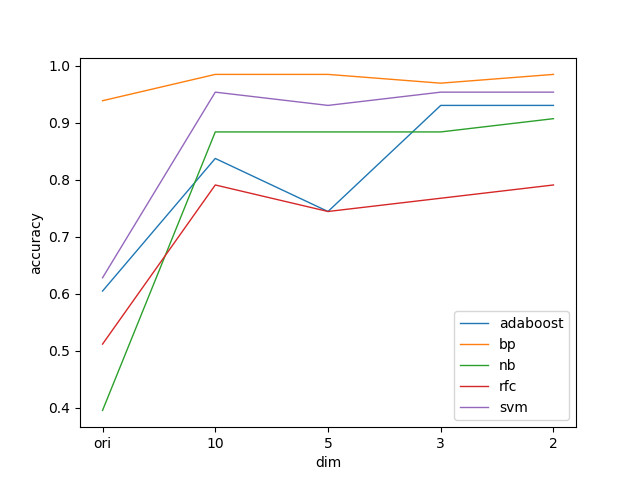 1.0
0.9
0.8
0.7
0.6
0.5
0.4
accuracy
ori 10 5 3 2
dim
adaboost
bp
nb
rfc
svm